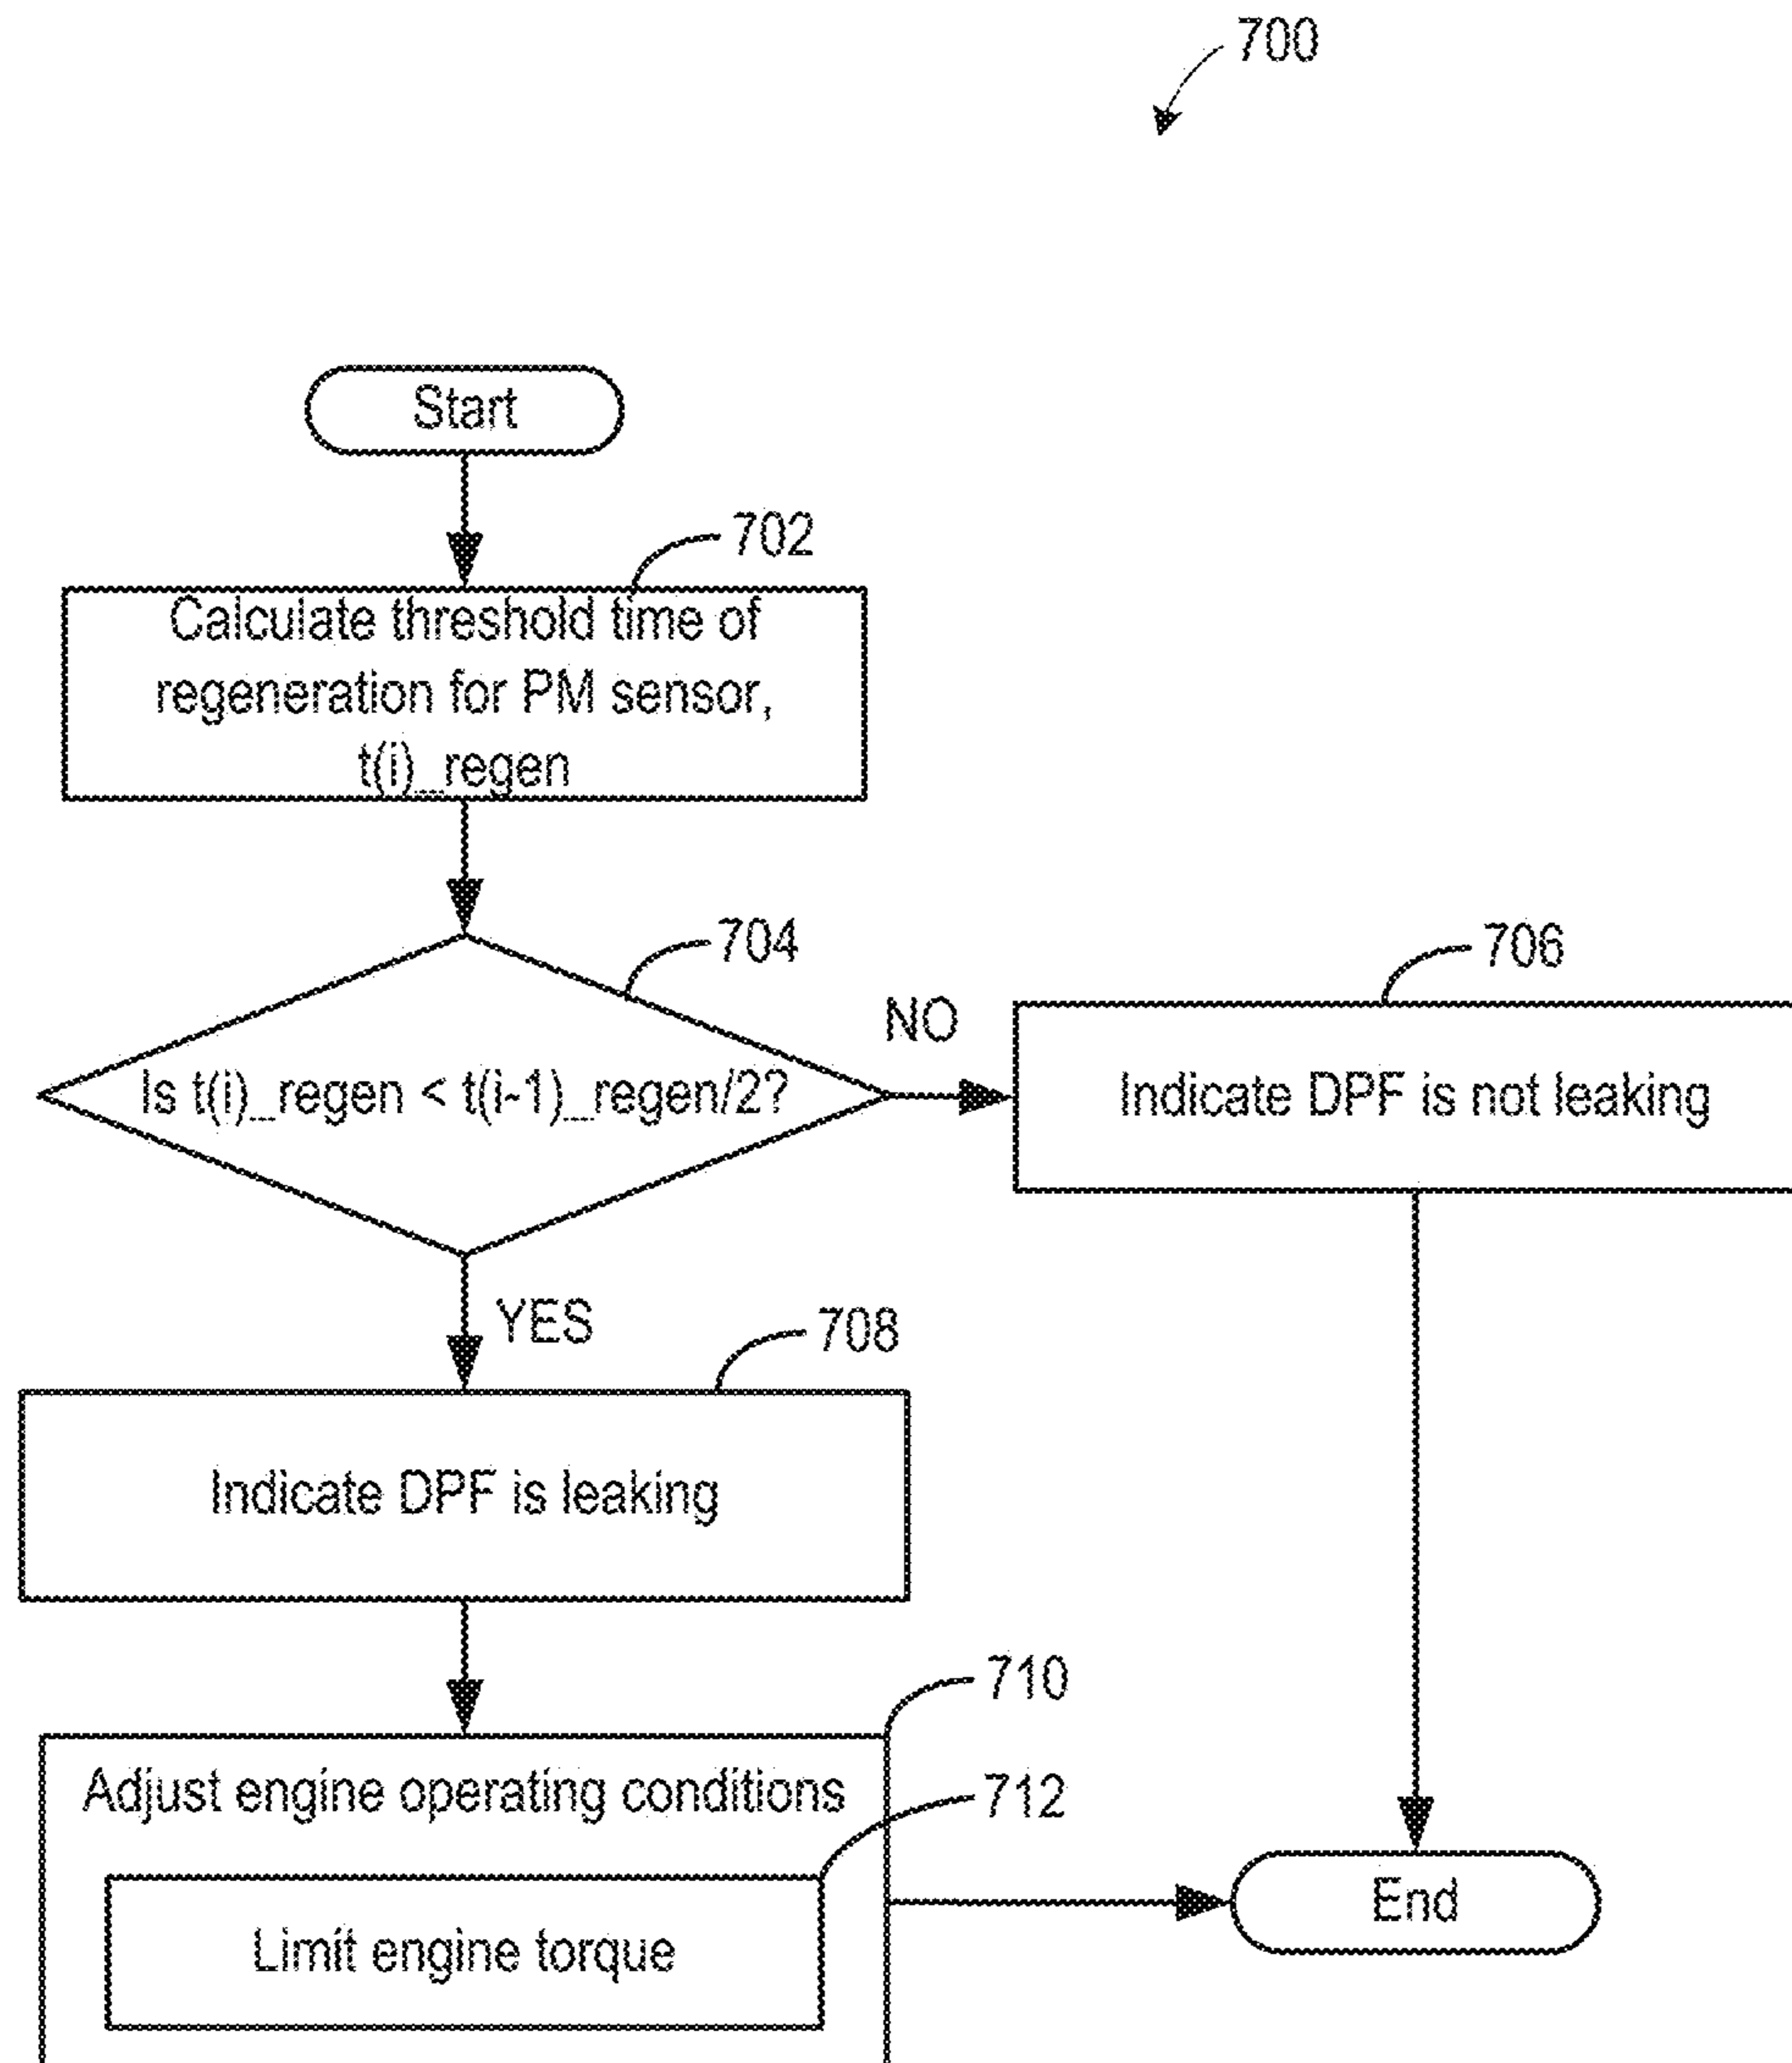 700
Start
702
Calculate threshold time of
regeneration for PM sensor,
t(i)_regen
704
706
NO
Is t(i)_regen < t(i-1)_regen/2?
Indicate DPF is not leaking
YES
708
Indicate DPF is leaking
710
Adjust engine operating conditions
712
End
Limit engine torque